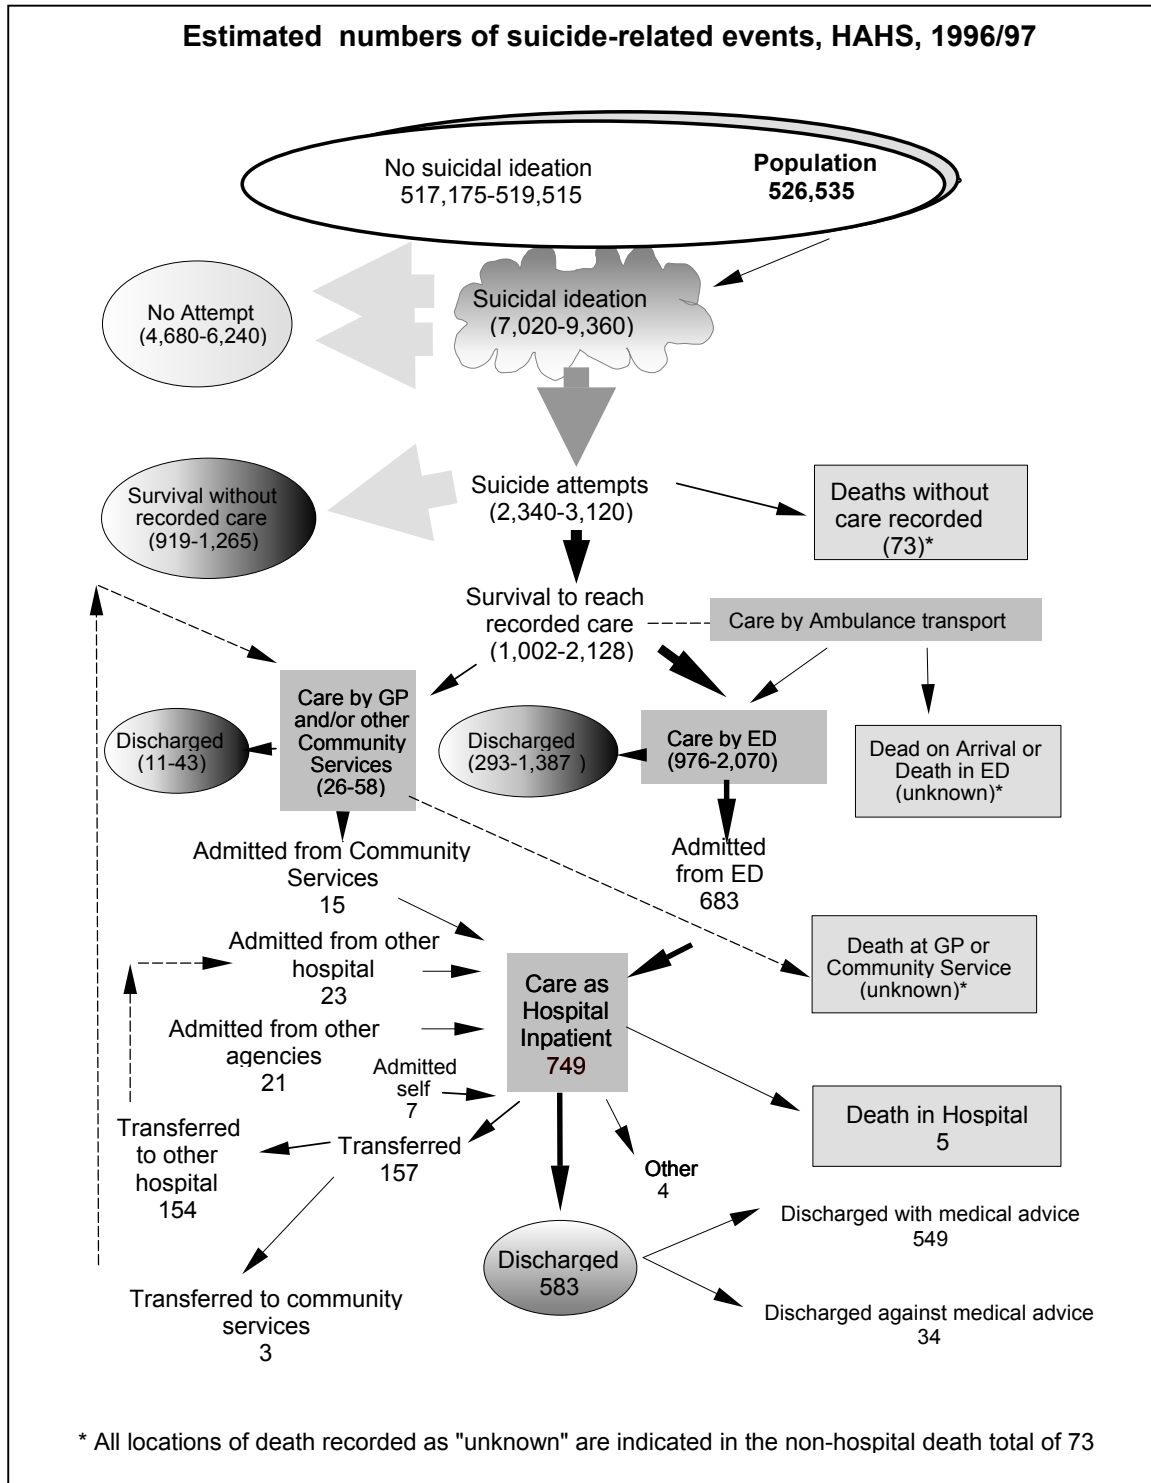 Estimated numbers of suicide-related events, HAHS, 1996/97
No suicidal ideation
517,175-519,515
Population
526,535
Suicidal ideation
(7,020-9,360)
No Attempt
(4,680-6,240)
Suicide attempts
(2,340-3,120)
Survival without
recorded care
(919-1,265)
Deaths without
care recorded
(73)*
Survival to reach
recorded care
(1,002-2,128)
Care by Ambulance transport
Care by GP
and/or other
Community
Services
(26-58)
Discharged
(11-43)
Discharged
(293-1,387 )
Care by ED
(976-2,070)
Dead on Arrival or
Death in ED
(unknown)*
Admitted from Community
Services
15
Admitted
from ED
683
Admitted from other
hospital
23
Death at GP or
Community Service
(unknown)*
Care as
Hospital
Inpatient
749
Admitted from other
agencies
21
Admitted
self
7
Death in Hospital
5
Transferred
to other
hospital
154
Transferred
157
Other
4
Discharged
583
Discharged with medical advice
549
Discharged against medical advice
34
Transferred to community
services
3
* All locations of death recorded as "unknown" are indicated in the non-hospital death total of 73